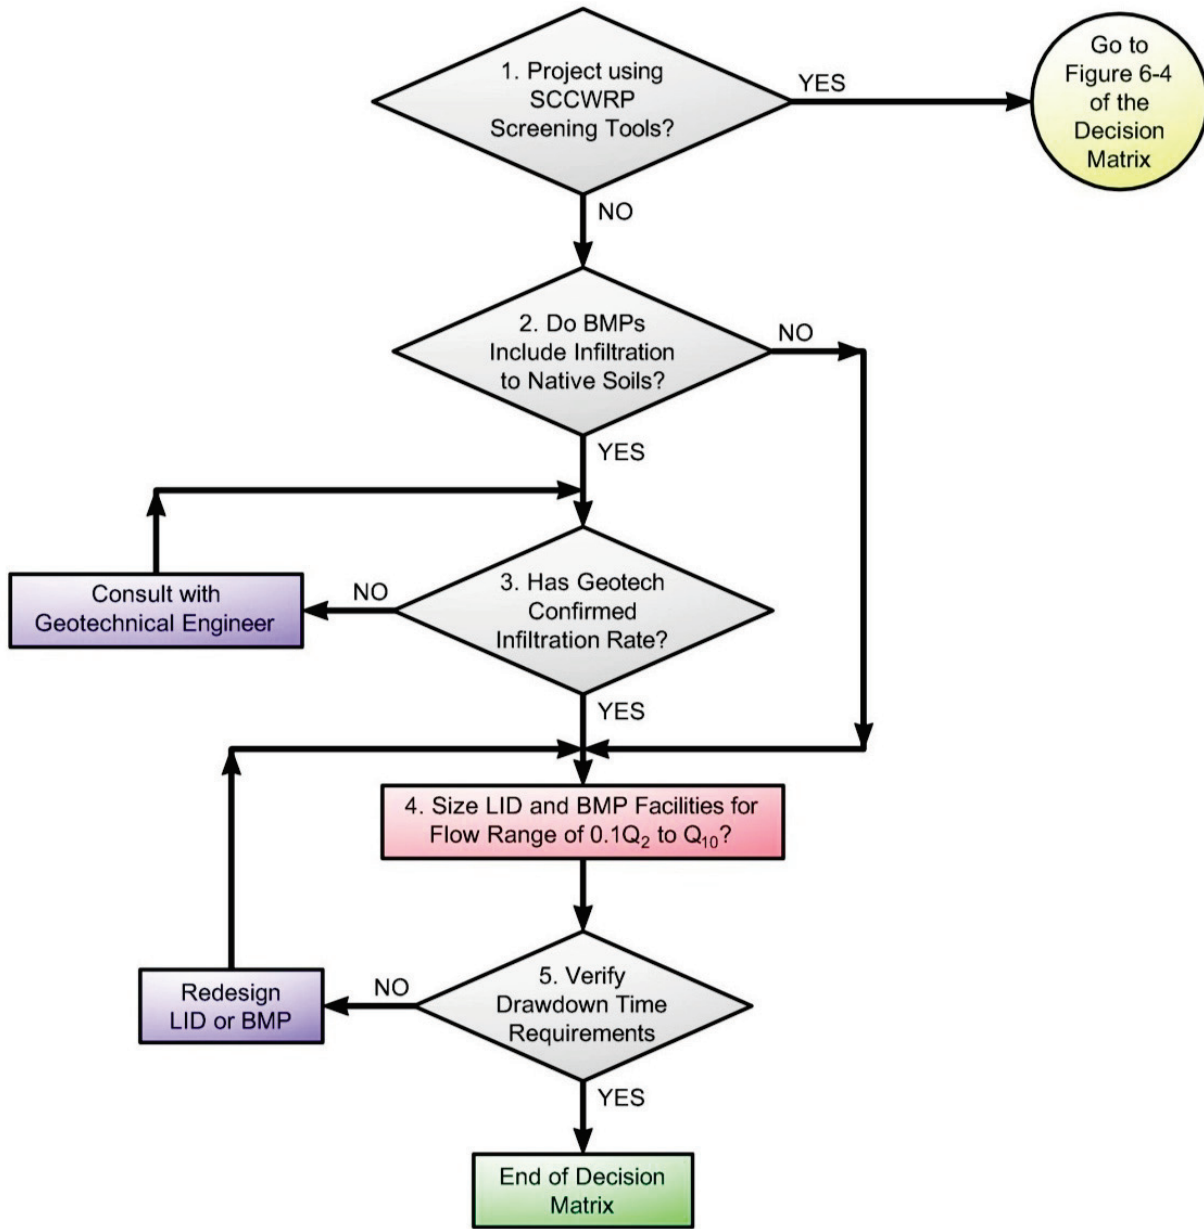 1. Project using
SCCWRP
Screening Tools?
YES
Go to
Figure 6-4
of the
Decision
Matrix
NO
2. Do BMPs
Include Infiltration
to Native Soils?
NO
YES
3. Has Geotech
Confirmed
Infiltration Rate?
NO
Consult with
Geotechnical Engineer
YES
4. Size LID and BMP Facilities for
Flow Range of 0.1Q₂ to Q₁₀?
5. Verify
Drawdown Time
Requirements
NO
Redesign
LID or BMP
YES
End of Decision
Matrix